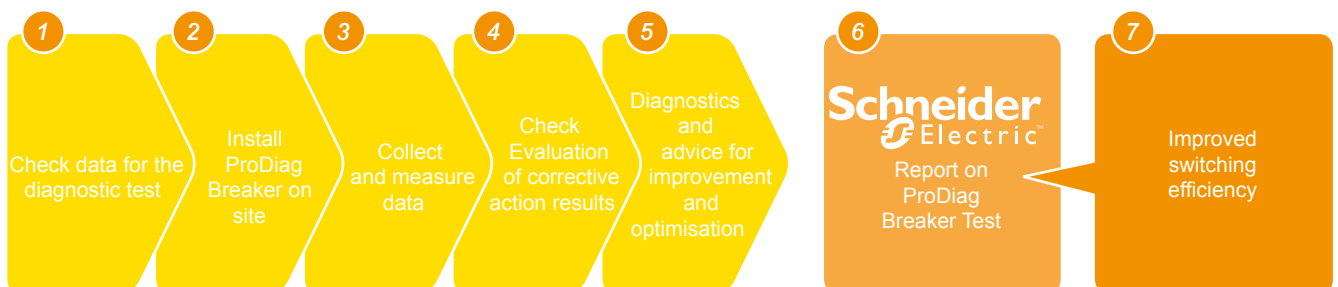 1
Check data for the
diagnostic test
2
Install
ProDiag
Breaker on
site
3
Collect
and measure
data
4
Check
Evaluation
of corrective
action results
5
Diagnostics
and
advice for
improvement
and
optimisation
6
Schneider
Electric™
Report on
ProDiag
Breaker Test
7
Improved
switching
efficiency